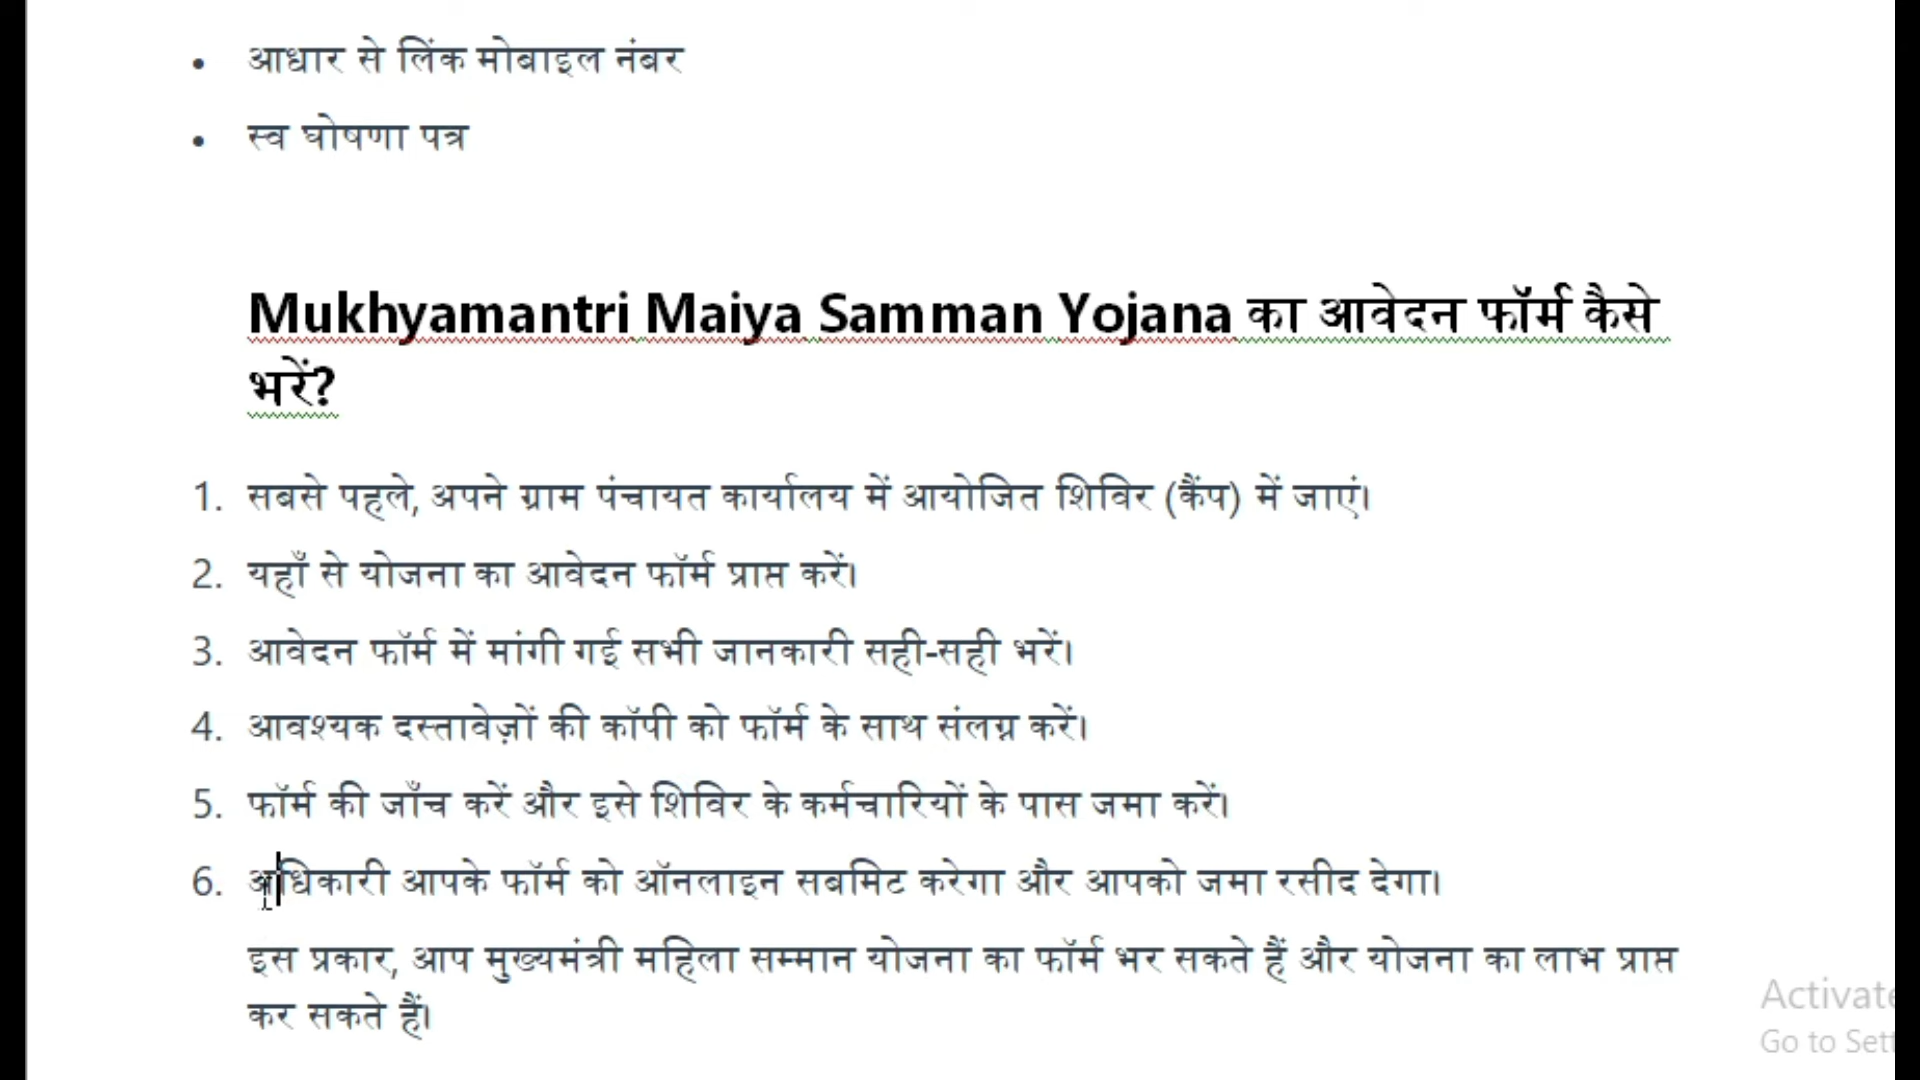 • आधार से लिंक मोबाइल नंबर
• स्व घोषणा पत्र
Mukhyamantri Maiya Samman Yojana का आवेदन फॉर्म कैसे
भरें?
1. सबसे पहले, अपने ग्राम पंचायत कार्यालय में आयोजित शिविर (कैंप) में जाएं।
2. यहाँ से योजना का आवेदन फॉर्म प्राप्त करें।
3. आवेदन फॉर्म में मांगी गई सभी जानकारी सही-सही भरें।
4. आवश्यक दस्तावेज़ों की कॉपी को फॉर्म के साथ संलग्न करें।
5. फॉर्म की जाँच करें और इसे शिविर के कर्मचारियों के पास जमा करें।
6. अधिकारी आपके फॉर्म को ऑनलाइन सबमिट करेगा और आपको जमा रसीद देगा।
इस प्रकार, आप मुख्यमंत्री महिला सम्मान योजना का फॉर्म भर सकते हैं और योजना का लाभ प्राप्त
कर सकते हैं।
Activate
Go to Sett